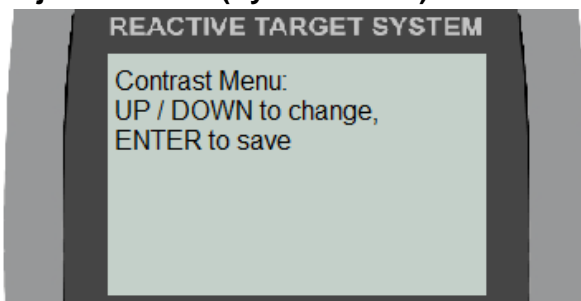 REACTIVE TARGET SYSTEM
Contrast Menu:
UP / DOWN to change,
ENTER to save